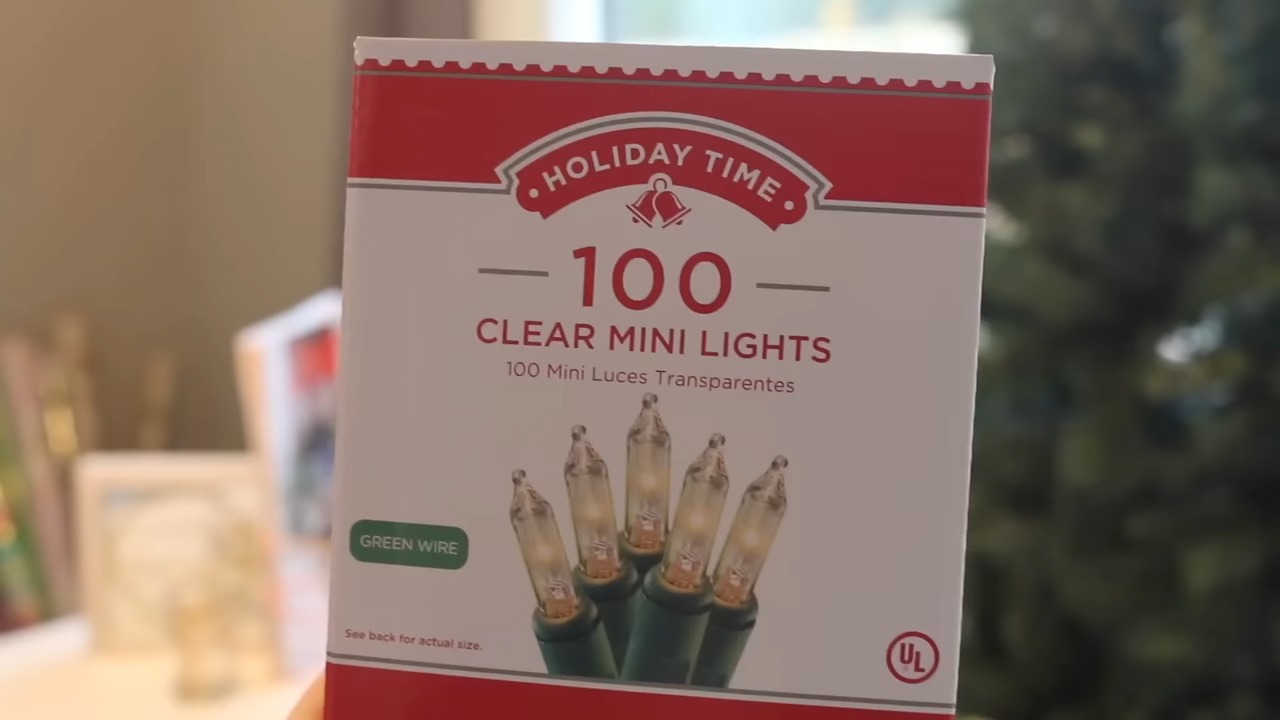 HOLIDAY TIME
100
CLEAR MINI LIGHTS
100 Mini Luces Transparentes
GREEN WIRE
See back for actual size.
UL